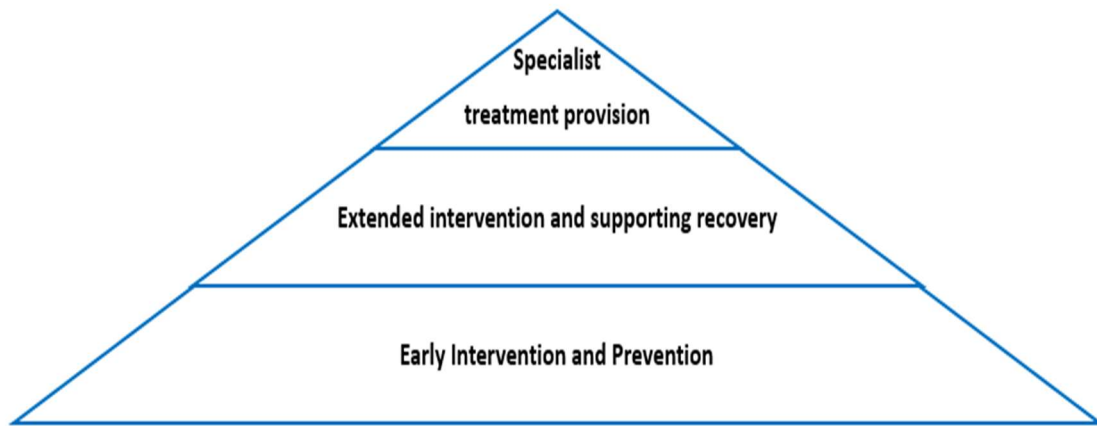 Specialist
treatment provision
Extended intervention and supporting recovery
Early Intervention and Prevention